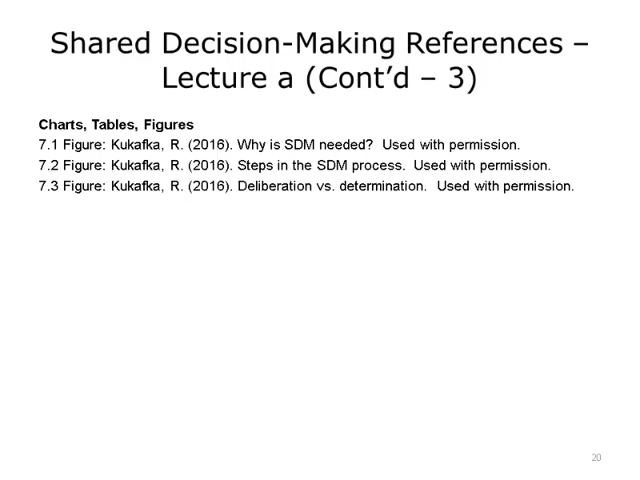 Shared Decision-Making References –
Lecture a (Cont’d – 3)
Charts, Tables, Figures
7.1 Figure: Kukafka, R. (2016). Why is SDM needed?  Used with permission.
7.2 Figure: Kukafka, R. (2016). Steps in the SDM process.  Used with permission.
7.3 Figure: Kukafka, R. (2016). Deliberation vs. determination.  Used with permission.
20